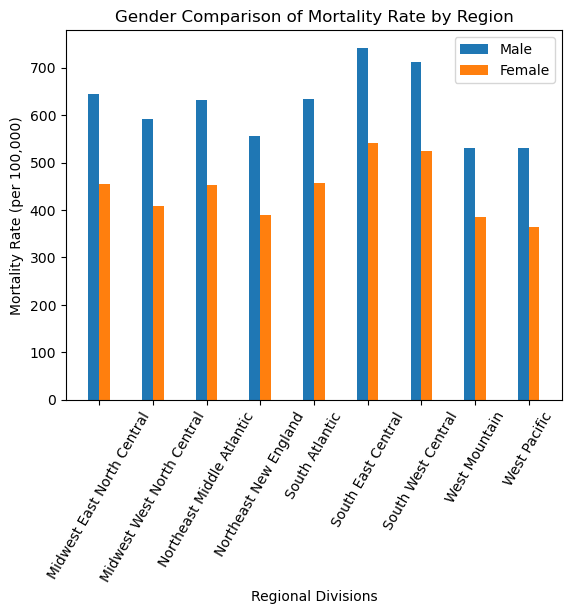 Gender Comparison of Mortality Rate by Region
Male
Female
Mortality Rate (per 100,000)
700
600
500
400
300
200
100
0
Midwest East North Central
Midwest West North Central
Northeast Middle Atlantic
Northeast New England
South Atlantic
South East Central
South West Central
West Mountain
West Pacific
Regional Divisions